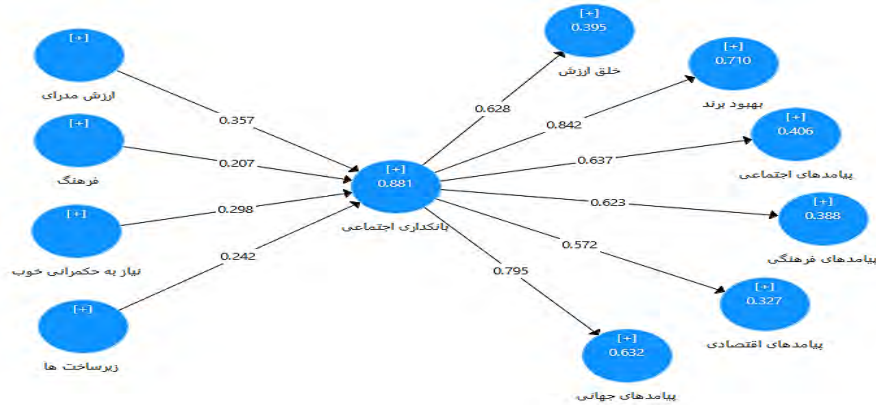 [+]
ارزش مدرای
[+]
فرهنگ
[+]
نیاز به حکمرانی خوب
[+]
زیرساخت ها
0.357
0.207
0.298
0.242
[+]
0.881
بانکداری اجتماعی
0.628
0.842
0.637
0.623
0.572
0.795
[+]
0.395
خلق ارزش
[+]
0.710
بهبود برند
[+]
0.406
پیامدهای اجتماعی
[+]
0.388
پیامدهای فرهنگی
[+]
0.327
پیامدهای اقتصادی
[+]
0.632
پیامدهای جهانی